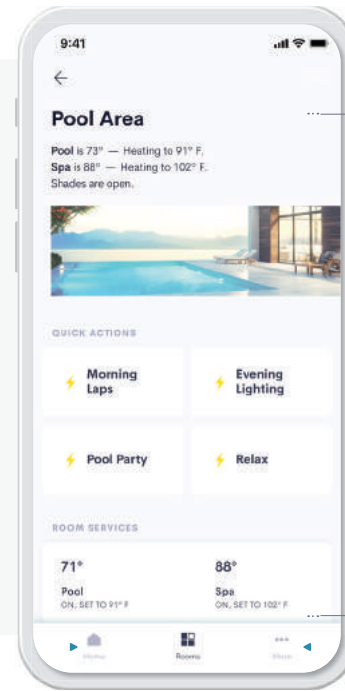 9:41
Pool Area
Pool is 73° — Heating to 91° F.
Spa is 88° — Heating to 102° F.
Shades are open.
QUICK ACTIONS
Morning
Laps
Evening
Lighting
Pool Party
Relax
ROOM SERVICES
71°
88°
Pool
Spa
ON, SET TO 91° F
ON, SET TO 102° F
Home
Rooms
More